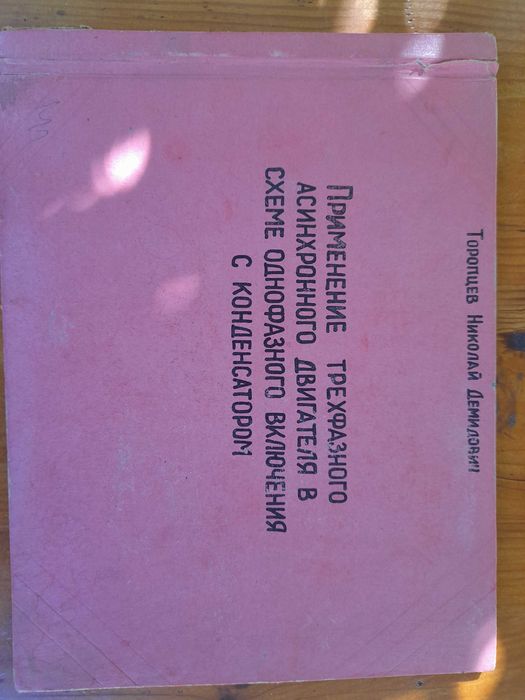 Торопцев Николай Демидович
Применение трехфазного
асинхронного двигателя в
схеме однофазного включения
с конденсатором